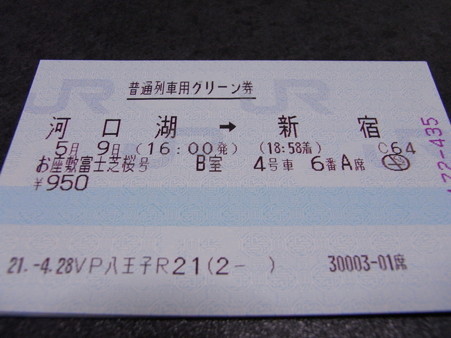 普通列車用グリーン券
河口湖 → 新宿
5月 9日 (16:00発) (18:58着) C64
お座敷富士芝桜号 B室 4号車 6番A席
¥950
21.-4.28VP八王子R21(2- ) 30003-01席